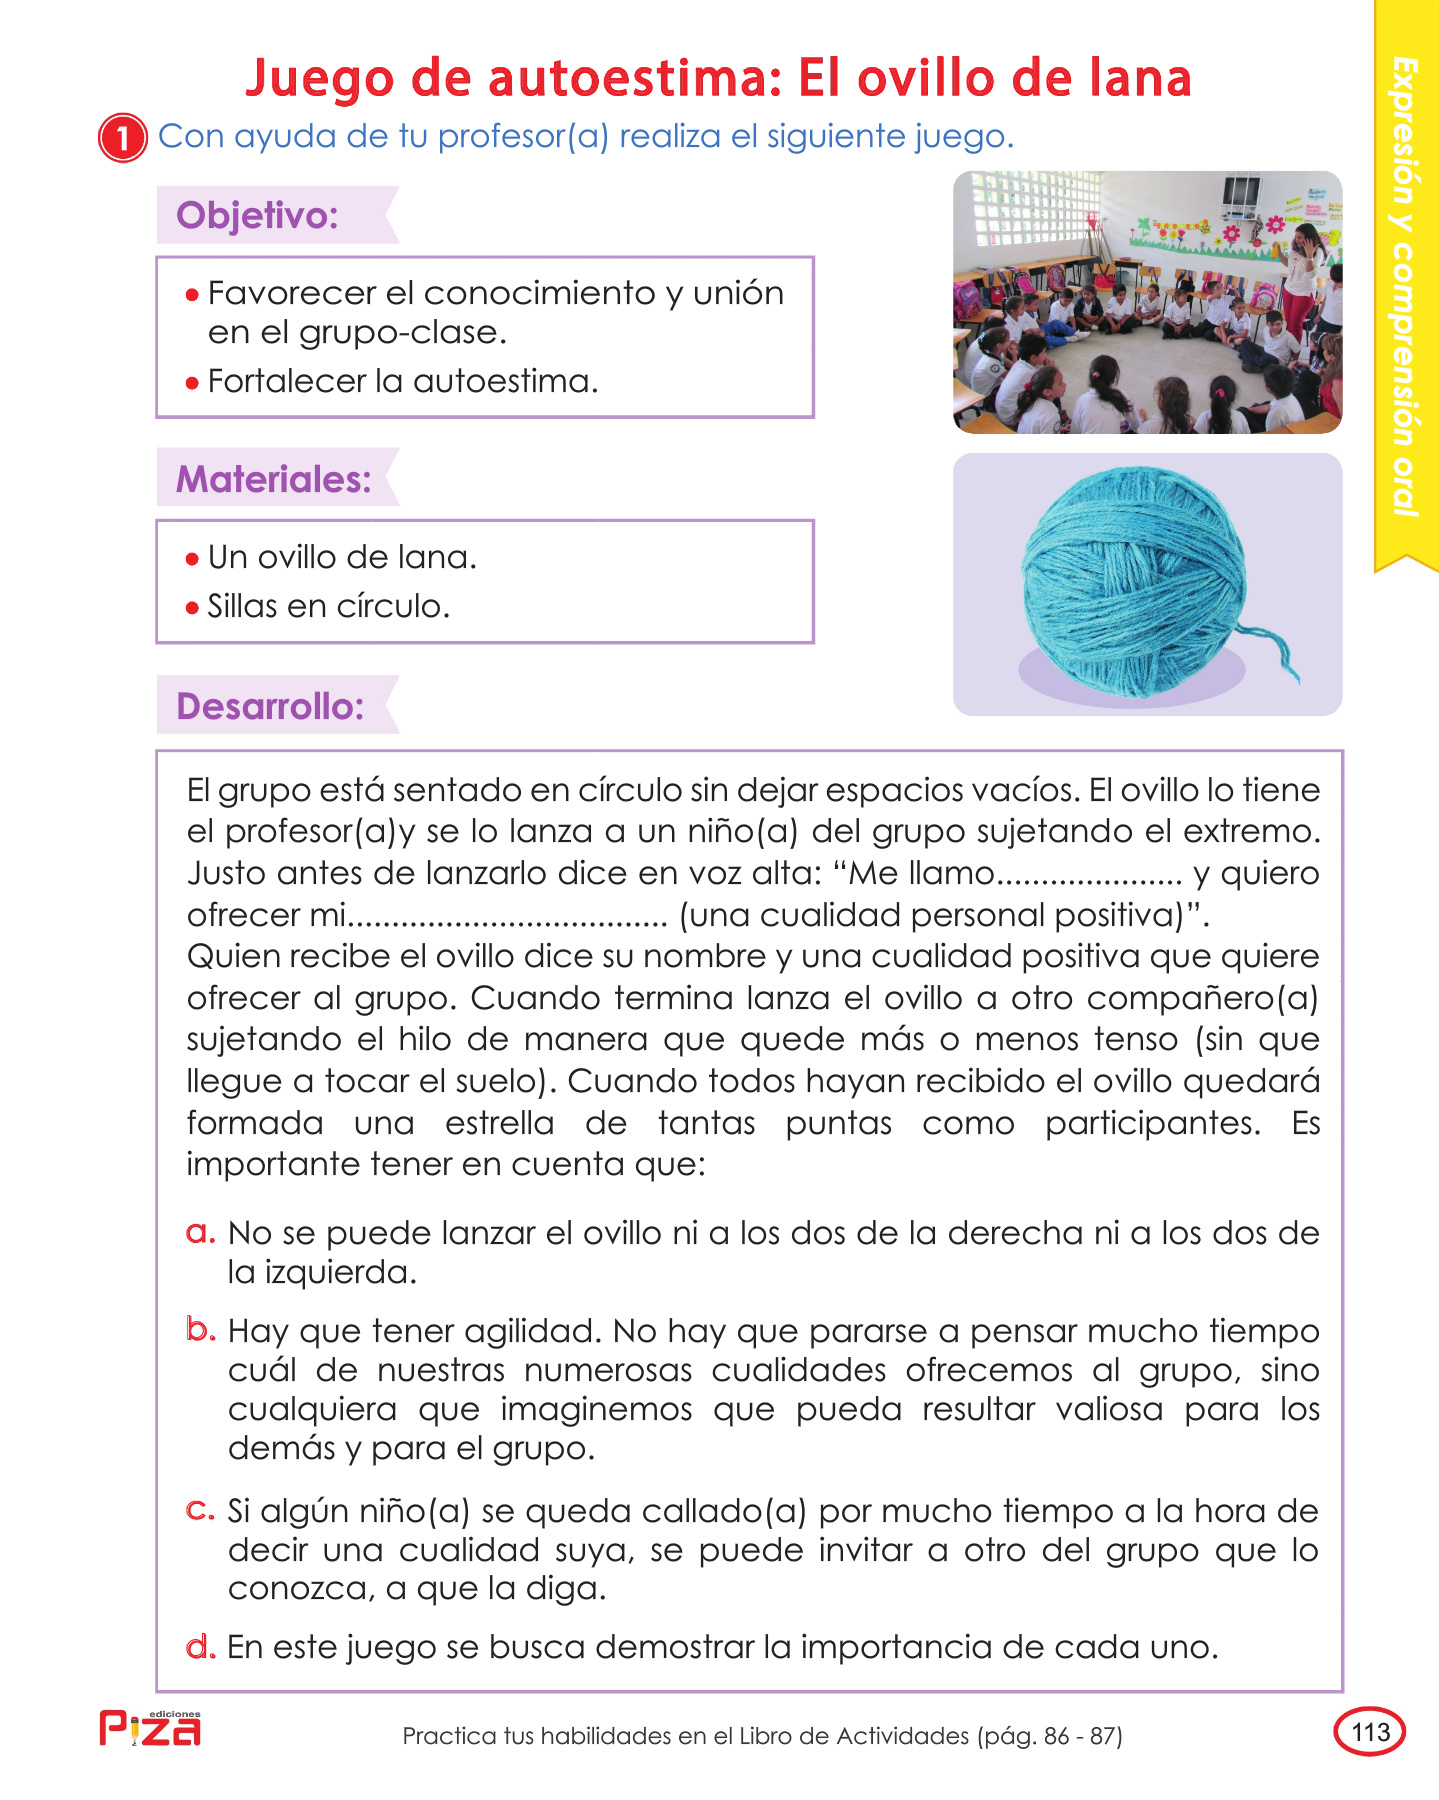 Juego de autoestima: El ovillo de lana
1 Con ayuda de tu profesor(a) realiza el siguiente juego.
Objetivo:
• Favorecer el conocimiento y unión
en el grupo-clase.
• Fortalecer la autoestima.
Materiales:
• Un ovillo de lana.
• Sillas en círculo.
Desarrollo:
El grupo está sentado en círculo sin dejar espacios vacíos. El ovillo lo tiene
el profesor(a)y se lo lanza a un niño(a) del grupo sujetando el extremo.
Justo antes de lanzarlo dice en voz alta: “Me llamo..................... y quiero
ofrecer mi.................................... (una cualidad personal positiva)”.
Quien recibe el ovillo dice su nombre y una cualidad positiva que quiere
ofrecer al grupo. Cuando termina lanza el ovillo a otro compañero(a)
sujetando el hilo de manera que quede más o menos tenso (sin que
llegue a tocar el suelo). Cuando todos hayan recibido el ovillo quedará
formada una estrella de tantas puntas como participantes. Es
importante tener en cuenta que:
a. No se puede lanzar el ovillo ni a los dos de la derecha ni a los dos de
la izquierda.
b. Hay que tener agilidad. No hay que pararse a pensar mucho tiempo
cuál de nuestras numerosas cualidades ofrecemos al grupo, sino
cualquiera que imaginemos que pueda resultar valiosa para los
demás y para el grupo.
c. Si algún niño(a) se queda callado(a) por mucho tiempo a la hora de
decir una cualidad suya, se puede invitar a otro del grupo que lo
conozca, a que la diga.
d. En este juego se busca demostrar la importancia de cada uno.
Expresión y comprensión oral
ediciones
Piza
Practica tus habilidades en el Libro de Actividades (pág. 86 - 87)
113